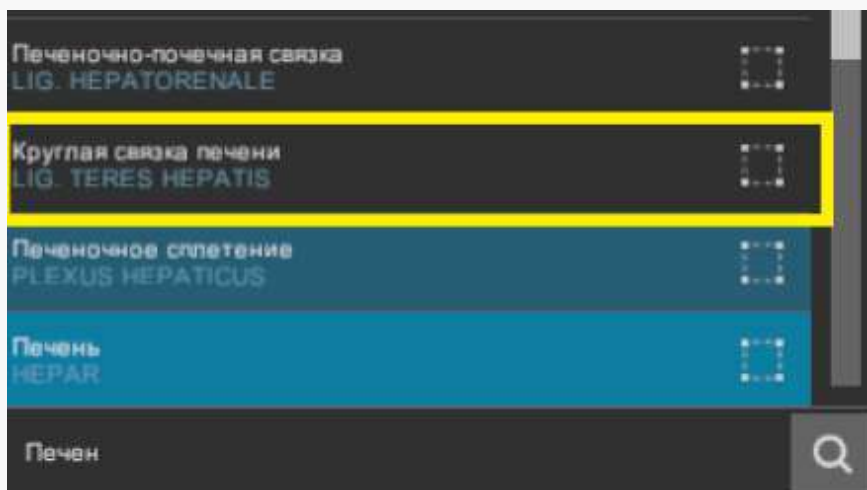 Печеночно-почечная связка
LIG. HEPATORENALE
Круглая связка печени
LIG. TERES HEPATIS
Печеночное сплетение
PLEXUS HEPATICUS
Печень
HEPAR
Печен